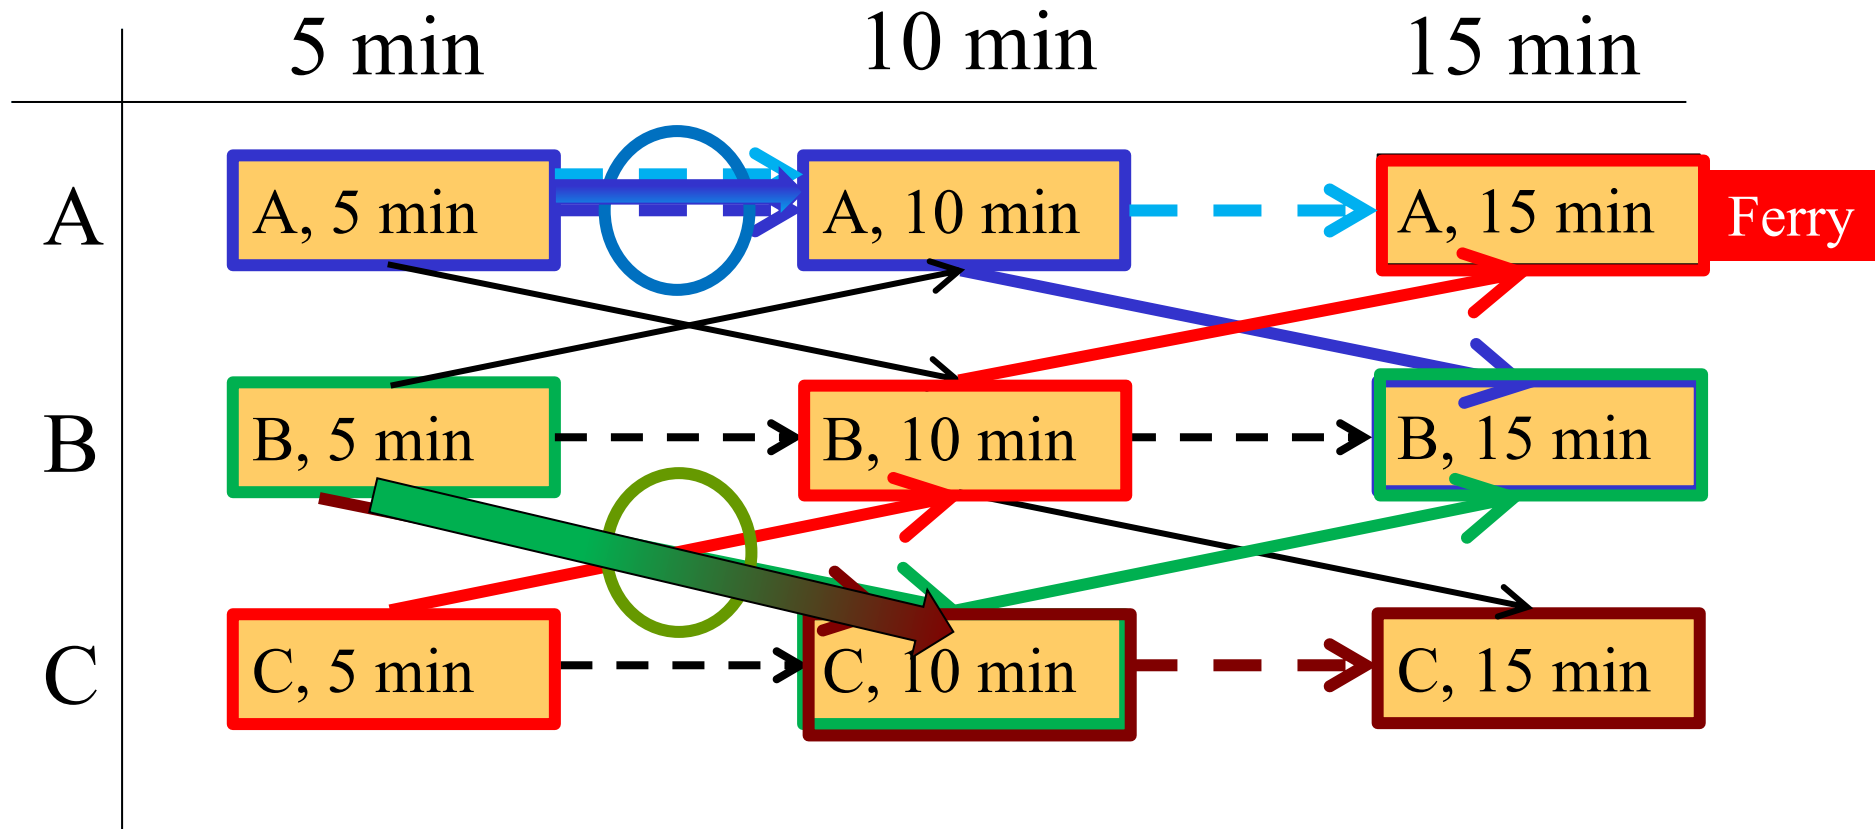 5 min 10 min 15 min
A A, 5 min A, 10 min A, 15 min Ferry
B B, 5 min B, 10 min B, 15 min
C C, 5 min C, 10 min C, 15 min